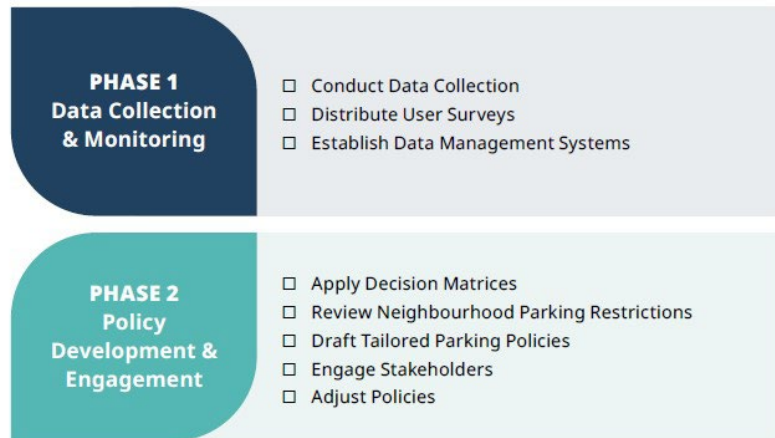 PHASE 1
Data Collection
& Monitoring
☐ Conduct Data Collection
☐ Distribute User Surveys
☐ Establish Data Management Systems
PHASE 2
Policy
Development &
Engagement
☐ Apply Decision Matrices
☐ Review Neighbourhood Parking Restrictions
☐ Draft Tailored Parking Policies
☐ Engage Stakeholders
☐ Adjust Policies